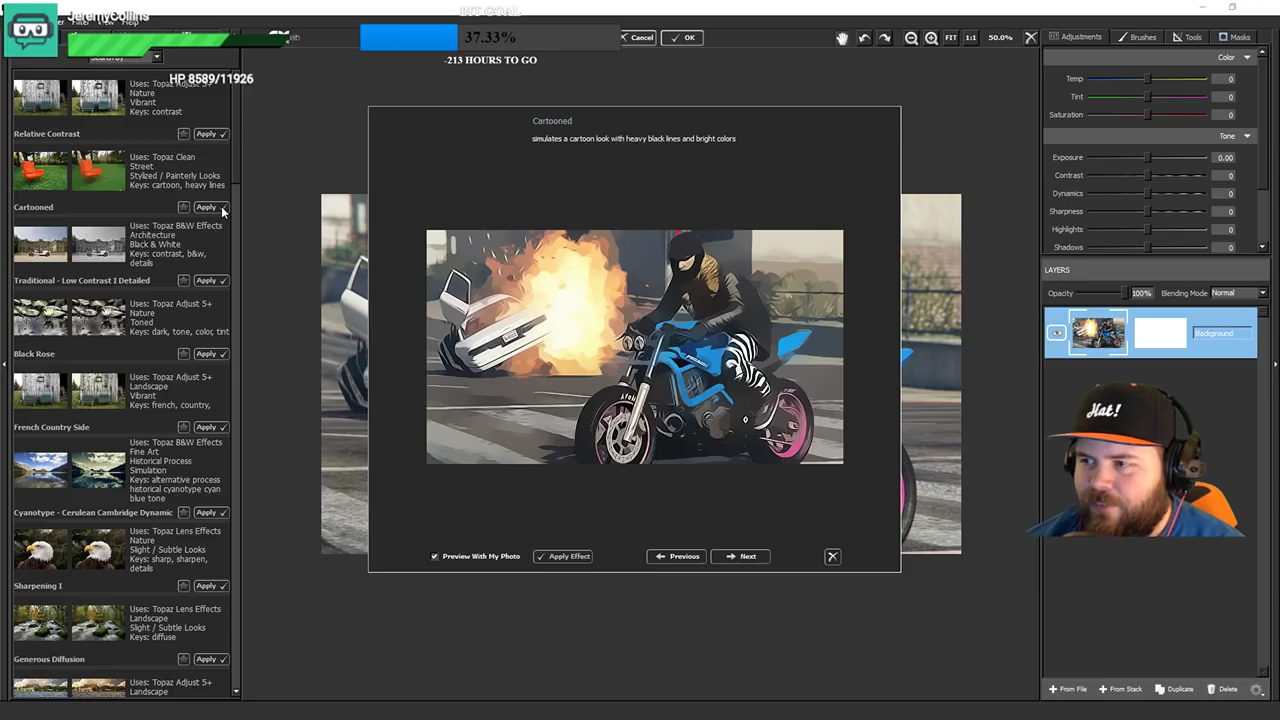 JeremyCollins
View
Help
BIT GOAL
37.33%
-213 HOURS TO GO
HP 8589/11926
lab
Cancel
OK
FIT
1:1
50.0%
Adjustments
Brushes
Tools
Masks
Uses: Topaz Adjust 5+
Nature
Vibrant
Keys: contrast
Relative Contrast
Apply
Uses: Topaz Clean
Street
Stylized / Painterly Looks
Keys: cartoon, heavy lines
Cartooned
Apply
Uses: Topaz B&W Effects
Architecture
Black & White
Keys: contrast, b&w,
details
Traditional - Low Contrast I Detailed
Apply
Uses: Topaz Adjust 5+
Nature
Toned
Keys: dark, tone, color, tint
Black Rose
Apply
Uses: Topaz Adjust 5+
Landscape
Vibrant
Keys: french, country,
French Country Side
Apply
Uses: Topaz B&W Effects
Fine Art
Historical Process
Simulation
Keys: alternative process
historical cyanotype cyan
blue tone
Cyanotype - Cerulean Cambridge Dynamic
Apply
Uses: Topaz Lens Effects
Nature
Slight / Subtle Looks
Keys: sharp, sharpen,
details
Sharpening I
Apply
Uses: Topaz Lens Effects
Landscape
Slight / Subtle Looks
Keys: diffuse
Generous Diffusion
Apply
Uses: Topaz Adjust 5+
Landscape
Cartooned
simulates a cartoon look with heavy black lines and bright colors
Preview With My Photo
Apply Effect
Previous
Next
Color
Temp 0
Tint 0
Saturation 0
Tone
Exposure 0.00
Contrast 0
Dynamics 0
Sharpness 0
Highlights 0
Shadows 0
LAYERS
Opacity 100% Blending Mode Normal
Background
Hat!
From File
From Stack
Duplicate
Delete